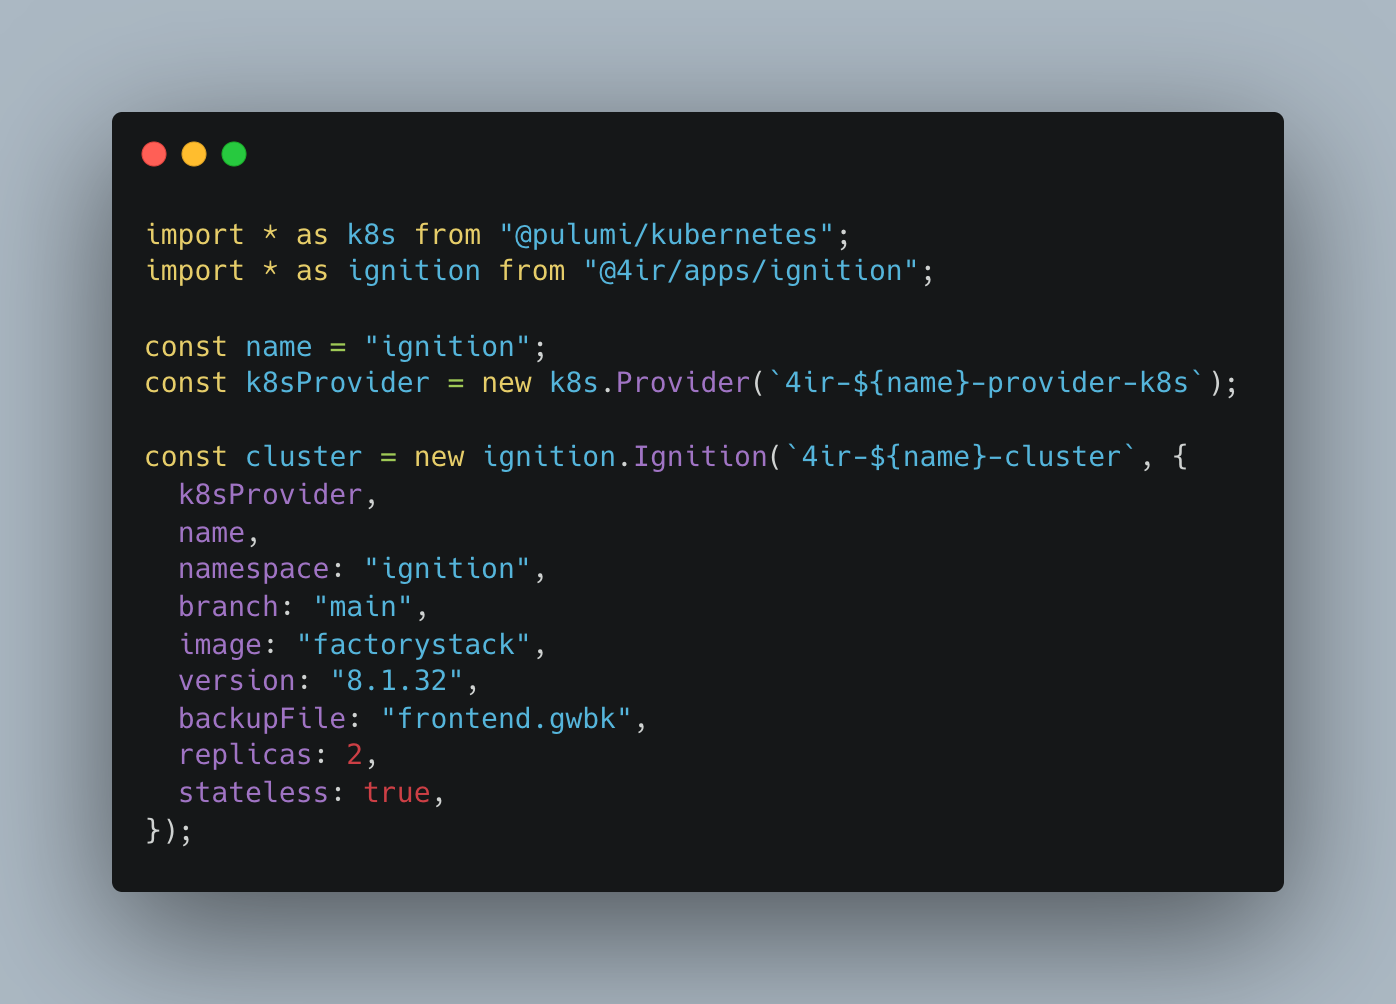 import * as k8s from "@pulumi/kubernetes";
import * as ignition from "@4ir/apps/ignition";

const name = "ignition";
const k8sProvider = new k8s.Provider(`4ir-${name}-provider-k8s`);

const cluster = new ignition.Ignition(`4ir-${name}-cluster`, {
  k8sProvider,
  name,
  namespace: "ignition",
  branch: "main",
  image: "factorystack",
  version: "8.1.32",
  backupFile: "frontend.gwbk",
  replicas: 2,
  stateless: true,
});